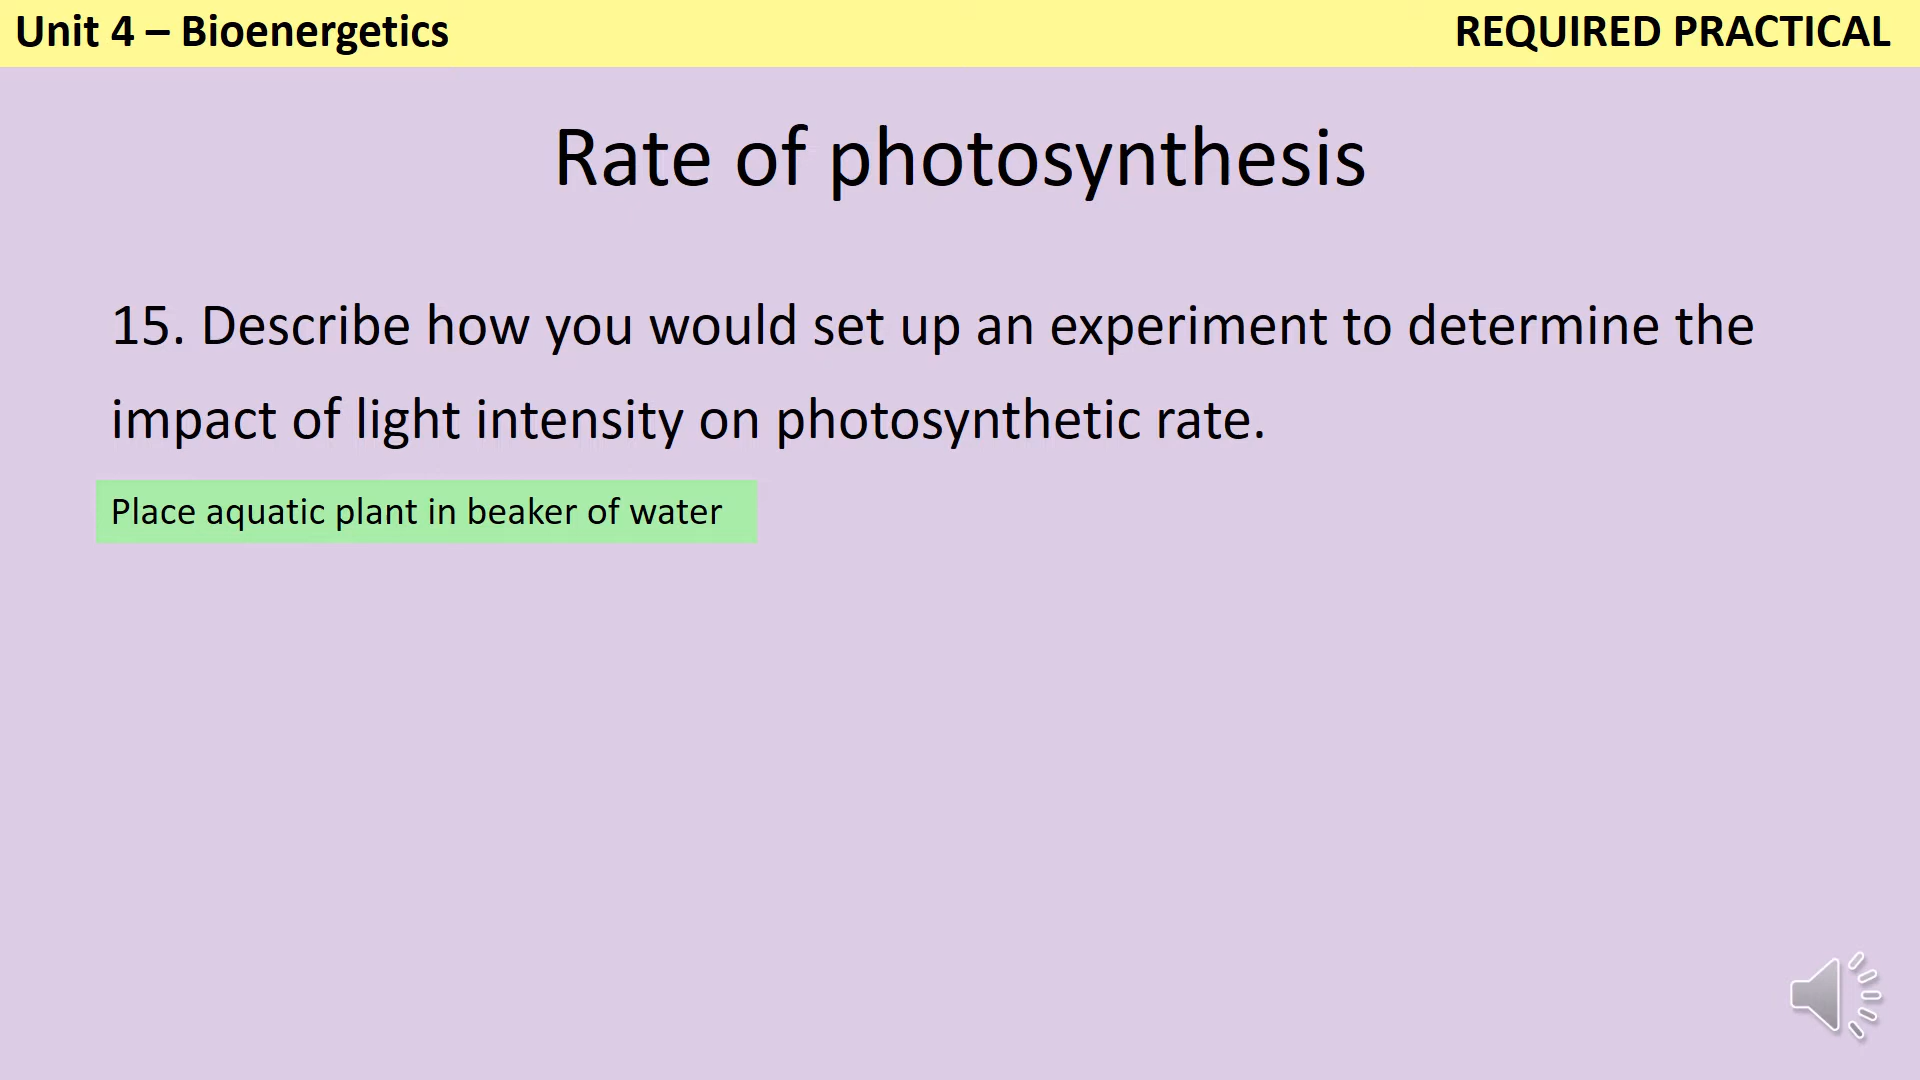 Unit 4 – Bioenergetics
REQUIRED PRACTICAL
Rate of photosynthesis
15. Describe how you would set up an experiment to determine the
impact of light intensity on photosynthetic rate.
Place aquatic plant in beaker of water